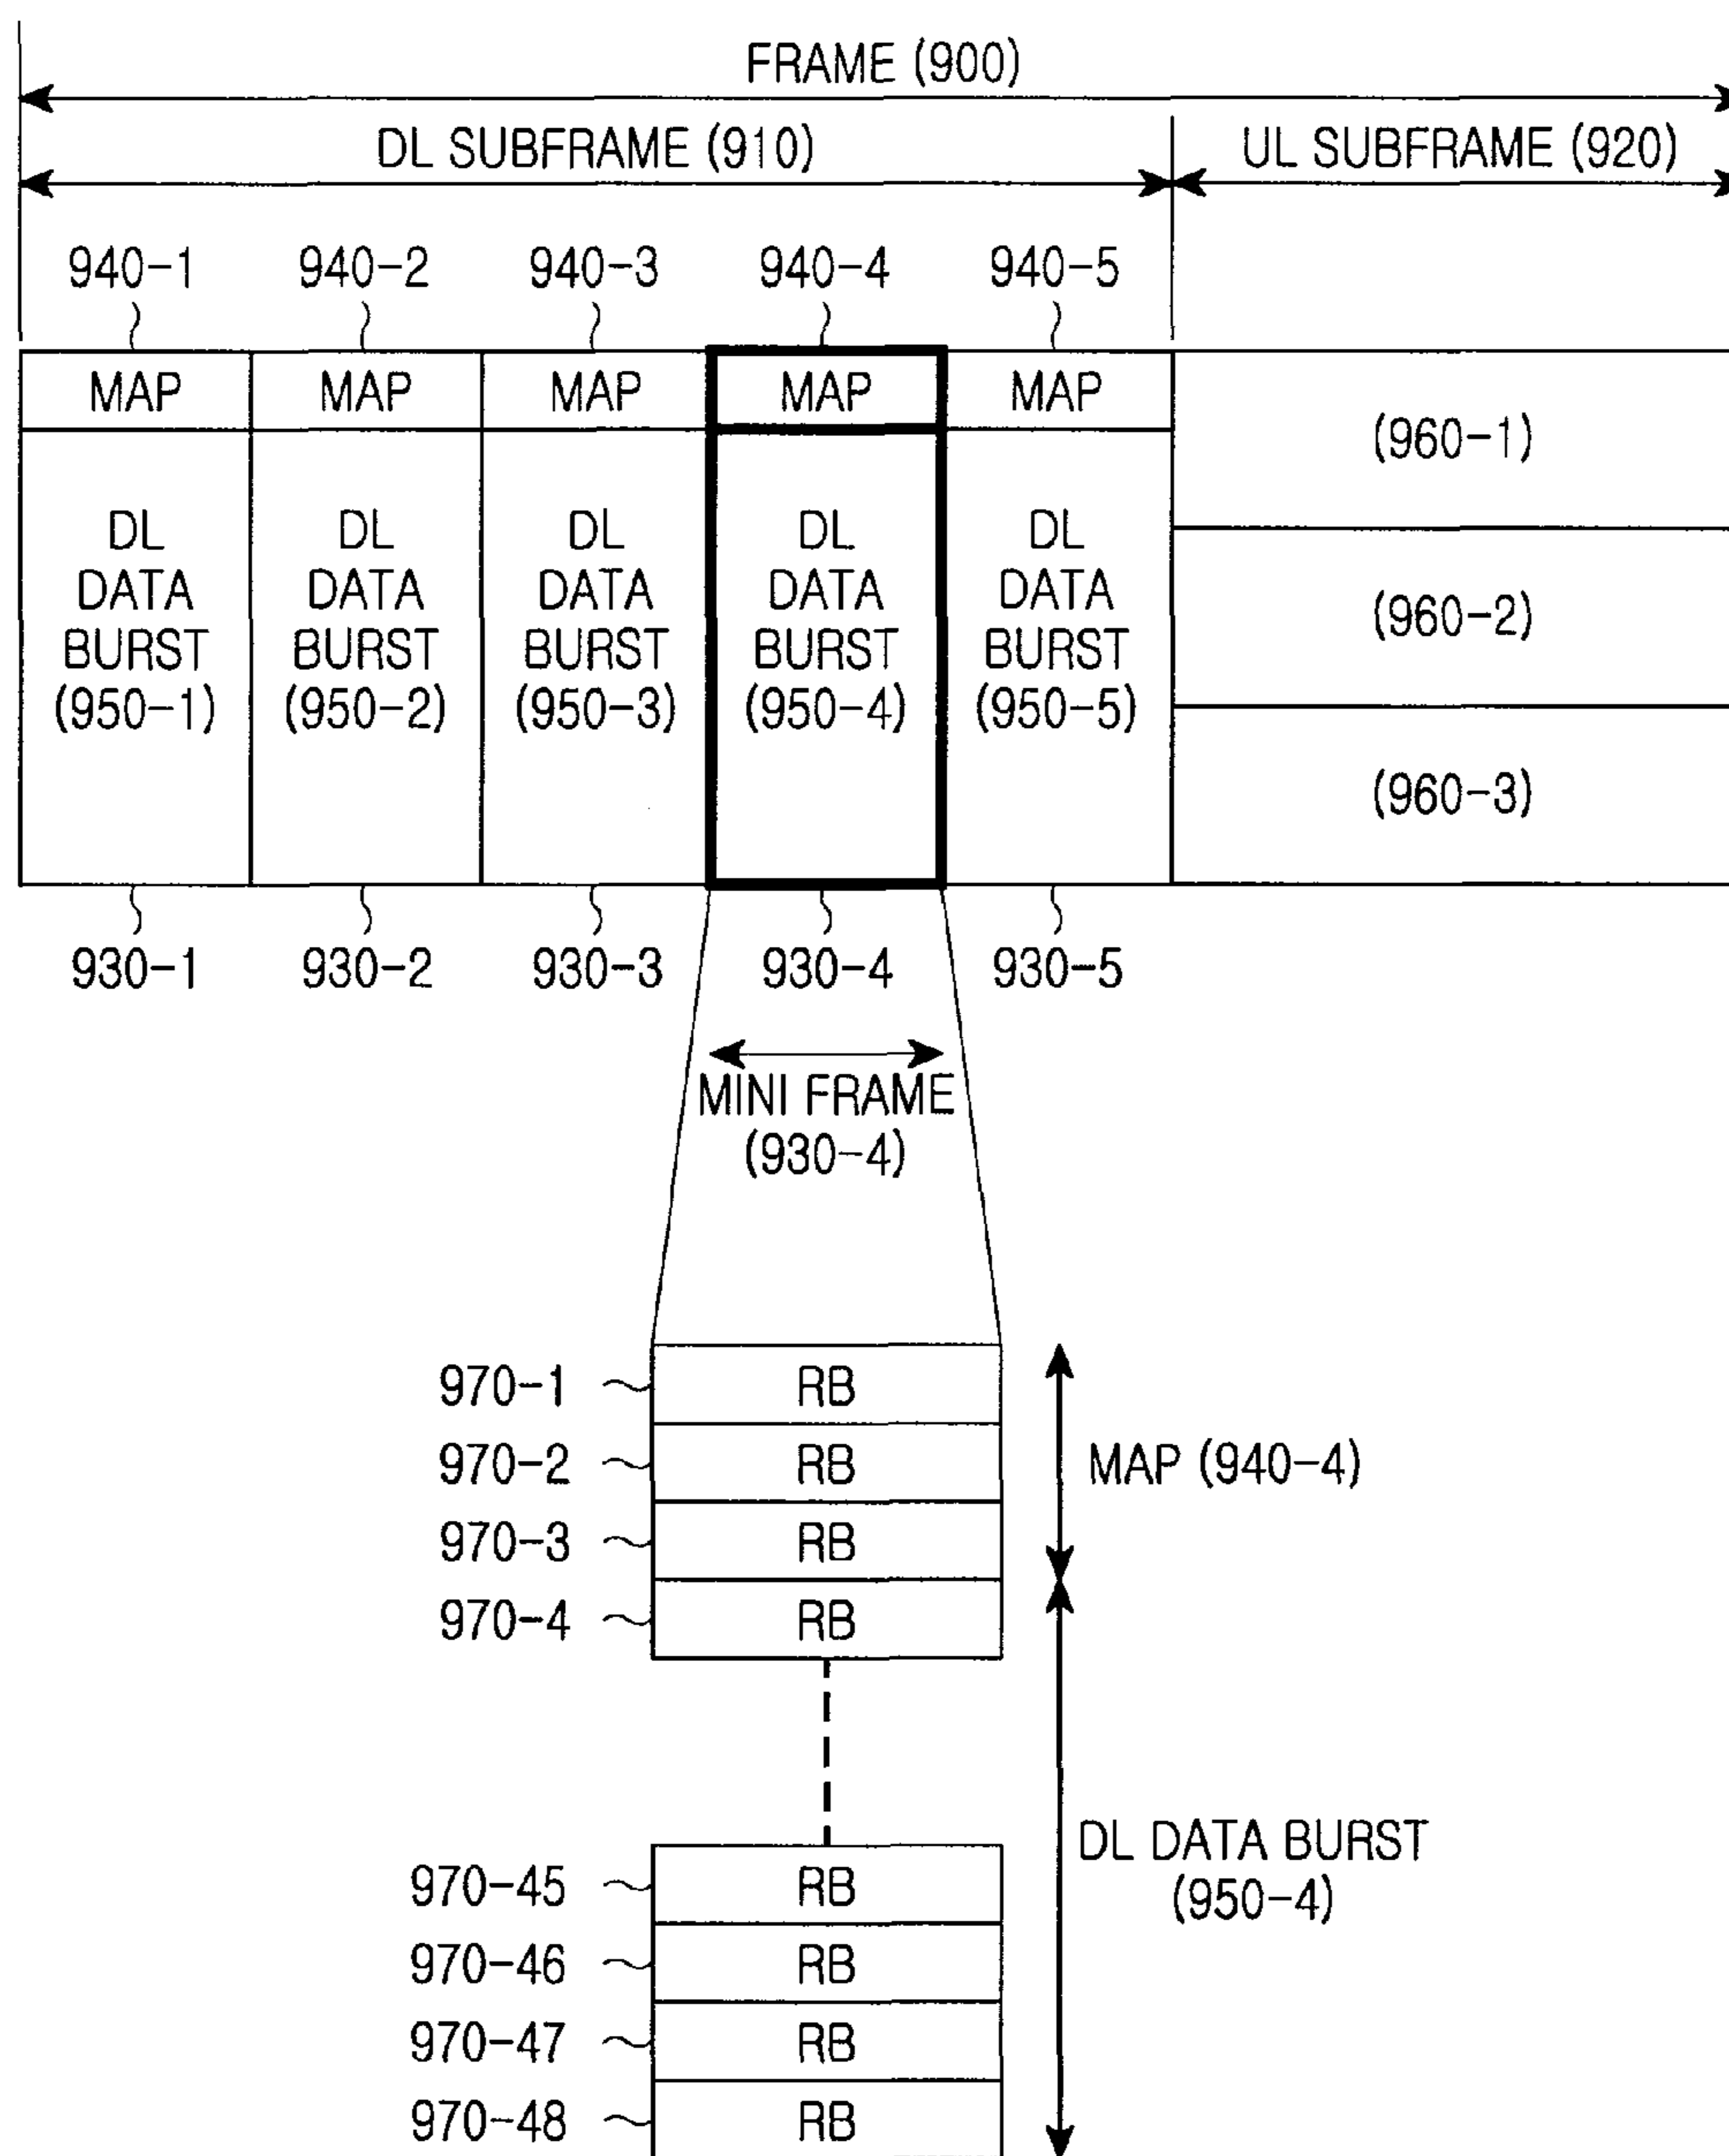 FRAME (900)
DL SUBFRAME (910) UL SUBFRAME (920)
940-1 940-2 940-3 940-4 940-5
MAP MAP MAP MAP MAP
(960-1)
DL DL DL DL DL
DATA DATA DATA DATA DATA
BURST BURST BURST BURST BURST
(950-1) (950-2) (950-3) (950-4) (950-5)
(960-2)
(960-3)
930-1 930-2 930-3 930-4 930-5
MINI FRAME
(930-4)
970-1 RB
970-2 RB MAP (940-4)
970-3 RB
970-4 RB
DL DATA BURST
(950-4)
970-45 RB
970-46 RB
970-47 RB
970-48 RB